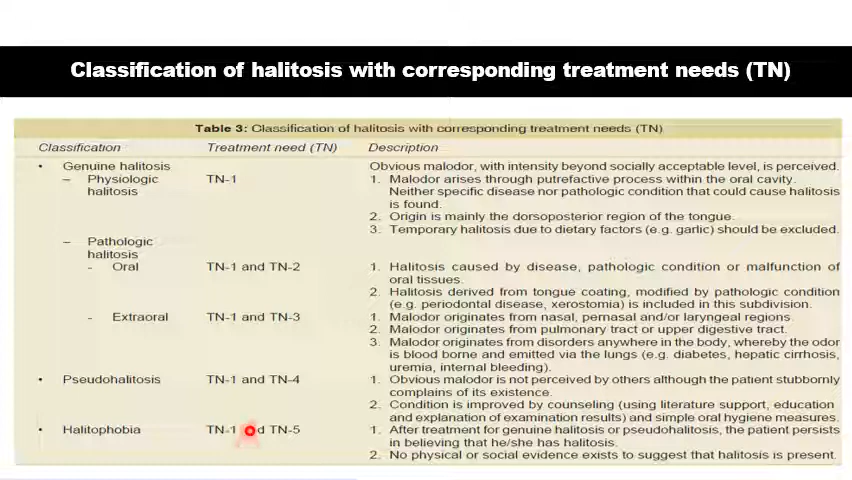 Classification of halitosis with corresponding treatment needs (TN)
Table 3: Classification of halitosis with corresponding treatment needs (TN)
Classification Treatment need (TN) Description
• Genuine halitosis Obvious malodor, with intensity beyond socially acceptable level, is perceived.
– Physiologic TN-1 1. Malodor arises through putrefactive process within the oral cavity.
halitosis Neither specific disease nor pathologic condition that could cause halitosis
is found.
2. Origin is mainly the dorsoposterior region of the tongue.
3. Temporary halitosis due to dietary factors (e.g. garlic) should be excluded.
– Pathologic
halitosis
- Oral TN-1 and TN-2 1. Halitosis caused by disease, pathologic condition or malfunction of
oral tissues.
2. Halitosis derived from tongue coating, modified by pathologic condition
(e.g. periodontal disease, xerostomia) is included in this subdivision.
- Extraoral TN-1 and TN-3 1. Malodor originates from nasal, pernasal and/or laryngeal regions.
2. Malodor originates from pulmonary tract or upper digestive tract.
3. Malodor originates from disorders anywhere in the body, whereby the odor
is blood borne and emitted via the lungs (e.g. diabetes, hepatic cirrhosis,
uremia, internal bleeding).
• Pseudohalitosis TN-1 and TN-4 1. Obvious malodor is not perceived by others although the patient stubbornly
complains of its existence.
2. Condition is improved by counseling (using literature support, education
and explanation of examination results) and simple oral hygiene measures.
• Halitophobia TN-1 d TN-5 1. After treatment for genuine halitosis or pseudohalitosis, the patient persists
in believing that he/she has halitosis.
2. No physical or social evidence exists to suggest that halitosis is present.